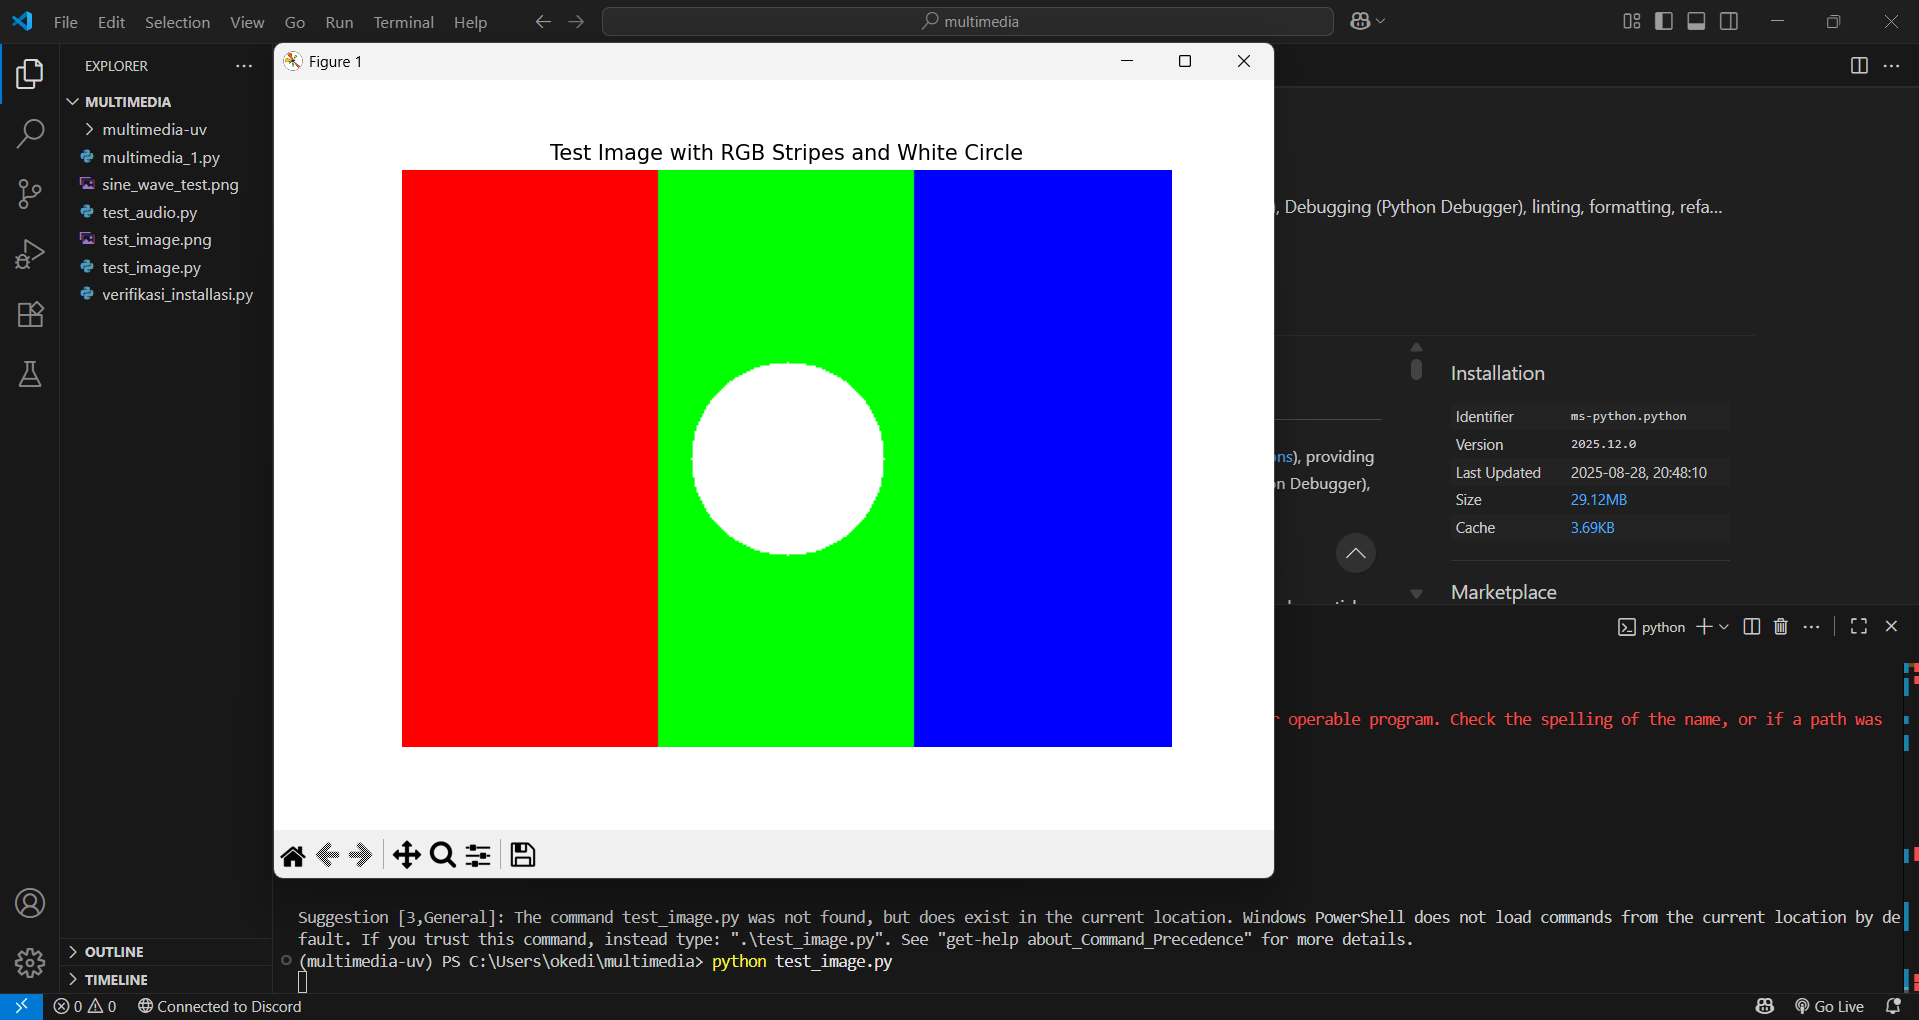 File Edit Selection View Go Run Terminal Help
multimedia
EXPLORER
MULTIMEDIA
multimedia-uv
multimedia_1.py
sine_wave_test.png
test_audio.py
test_image.png
test_image.py
verifikasi_installasi.py
OUTLINE
TIMELINE
Figure 1
Test Image with RGB Stripes and White Circle
, Debugging (Python Debugger), linting, formatting, refa...
ns), providing
n Debugger),
Installation
Identifier ms-python.python
Version 2025.12.0
Last Updated 2025-08-28, 20:48:10
Size 29.12MB
Cache 3.69KB
Marketplace
python
r operable program. Check the spelling of the name, or if a path was
Suggestion [3,General]: The command test_image.py was not found, but does exist in the current location. Windows PowerShell does not load commands from the current location by de
fault. If you trust this command, instead type: ".\test_image.py". See "get-help about_Command_Precedence" for more details.
(multimedia-uv) PS C:\Users\okedi\multimedia> python test_image.py
0 0 Connected to Discord
Go Live